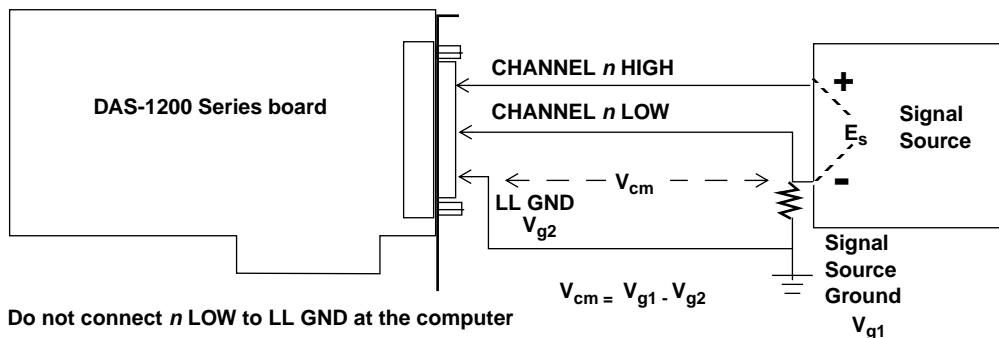 CHANNEL n HIGH
+
DAS-1200 Series board
CHANNEL n LOW
Es
Signal
Source
Vcm
-
LL GND
Vg2
Signal
Source
Ground
Vg1
Vcm = Vg1 - Vg2
Do not connect n LOW to LL GND at the computer